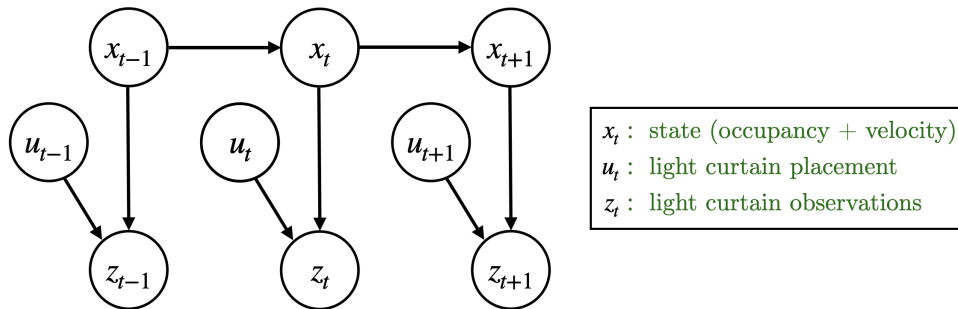 x_{t-1} x_t x_{t+1}
u_{t-1} u_t u_{t+1}
z_{t-1} z_t z_{t+1}
x_t : state (occupancy + velocity)
u_t : light curtain placement
z_t : light curtain observations